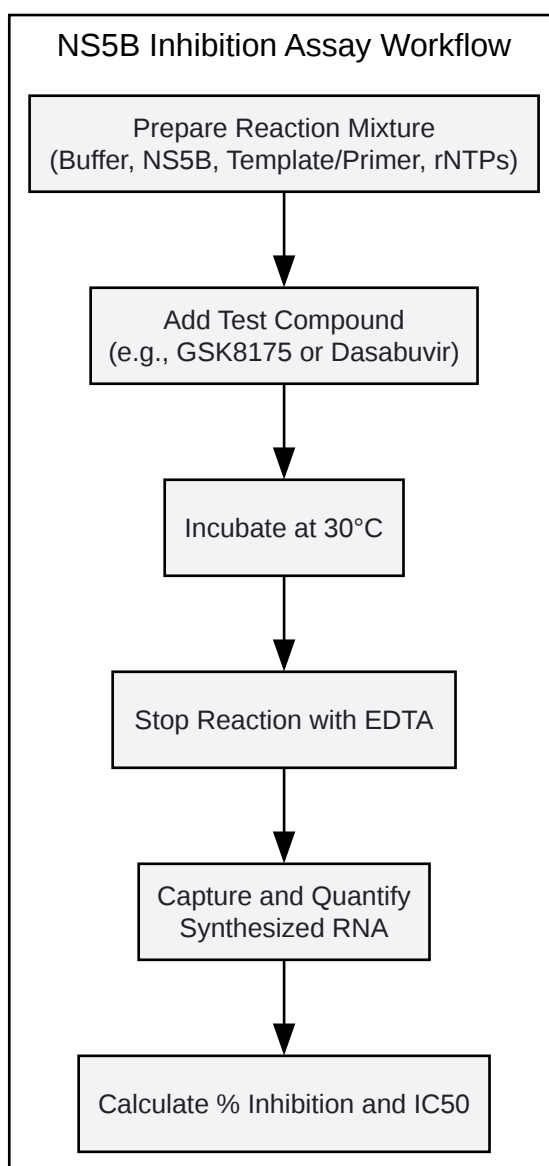 NS5B Inhibition Assay Workflow
Prepare Reaction Mixture
(Buffer, NS5B, Template/Primer, rNTPs)
Add Test Compound
(e.g., GSK8175 or Dasabuvir)
Incubate at 30°C
Stop Reaction with EDTA
Capture and Quantify
Synthesized RNA
Calculate % Inhibition and IC50